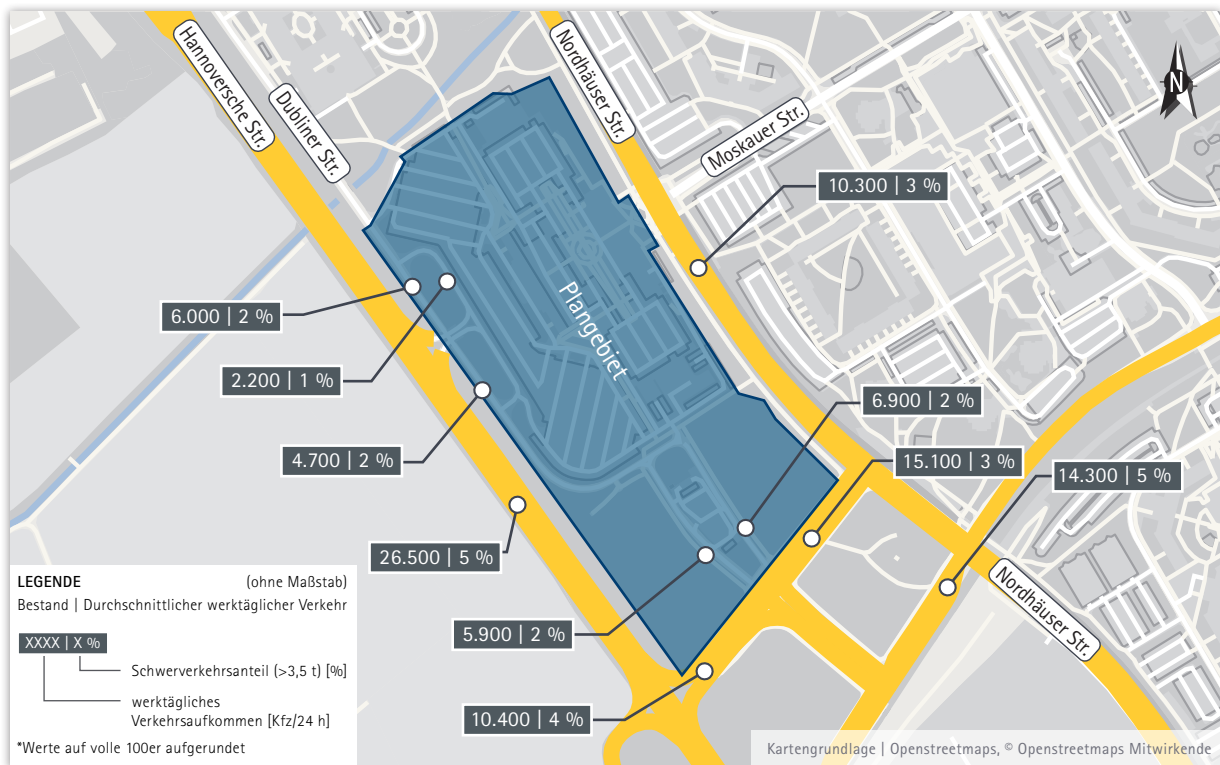 Hannoversche Str.
Dubliner Str.
Nordhäuser Str.
Moskauer Str.
N
10.300 | 3 %
6.000 | 2 %
2.200 | 1 %
Plangebiet
6.900 | 2 %
4.700 | 2 %
15.100 | 3 %
14.300 | 5 %
26.500 | 5 %
5.900 | 2 %
Nordhäuser Str.
10.400 | 4 %
LEGENDE (ohne Maßstab)
Bestand | Durchschnittlicher werktäglicher Verkehr
XXXX | X %
Schwerverkehrsanteil (>3,5 t) [%]
werktägliches
Verkehrsaufkommen [Kfz/24 h]
*Werte auf volle 100er aufgerundet
Kartengrundlage | Openstreetmaps, © Openstreetmaps Mitwirkende